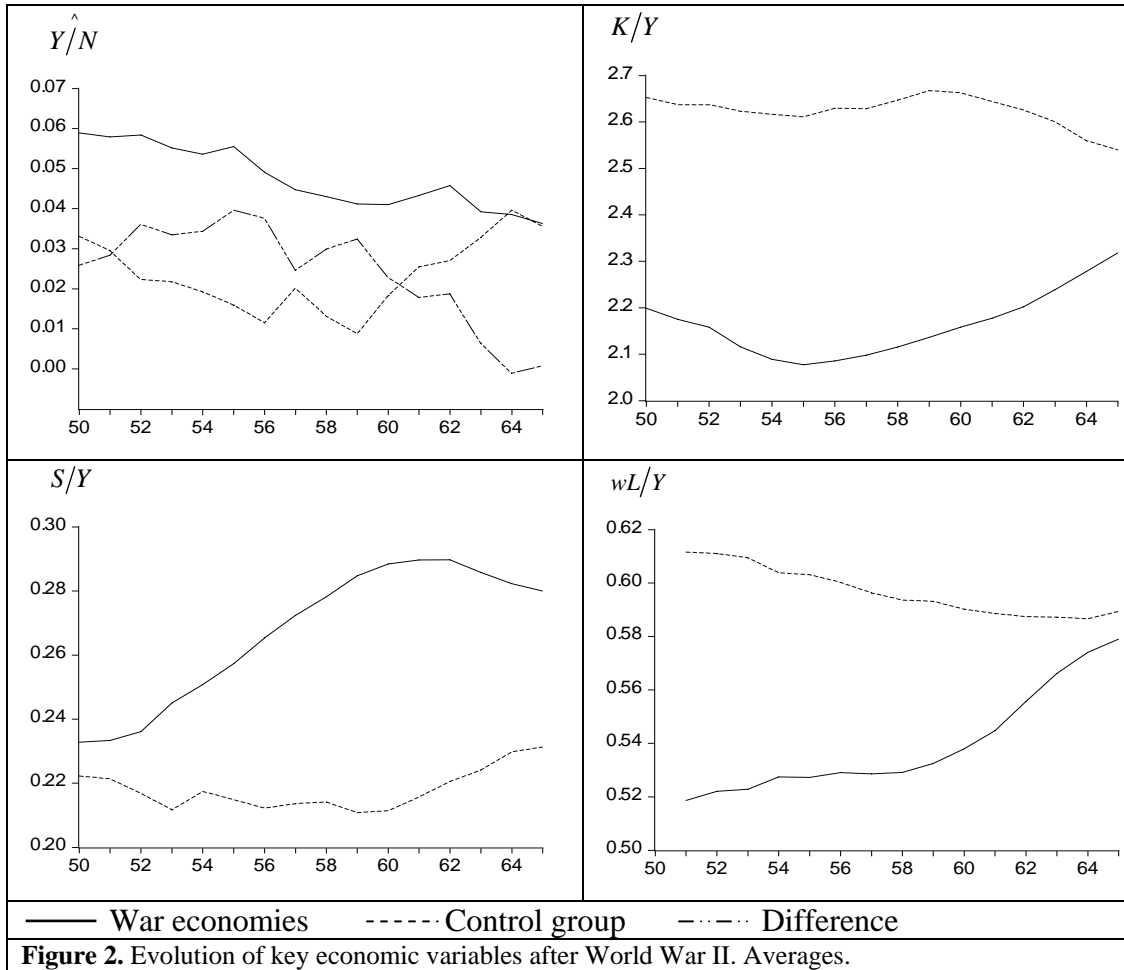 Y/N̂
0.07
0.06
0.05
0.04
0.03
0.02
0.01
0.00
50 52 54 56 58 60 62 64
K/Y
2.7
2.6
2.5
2.4
2.3
2.2
2.1
2.0
50 52 54 56 58 60 62 64
S/Y
0.30
0.28
0.26
0.24
0.22
0.20
50 52 54 56 58 60 62 64
wL/Y
0.62
0.60
0.58
0.56
0.54
0.52
0.50
50 52 54 56 58 60 62 64
War economies Control group Difference
Figure 2. Evolution of key economic variables after World War II. Averages.